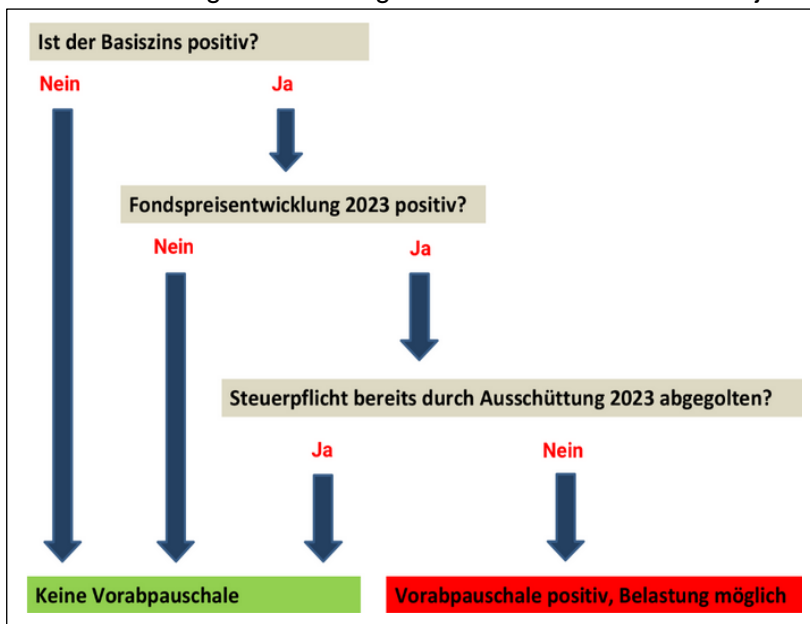 Ist der Basiszins positiv?
Nein Ja
Fondspreisentwicklung 2023 positiv?
Nein Ja
Steuerpflicht bereits durch Ausschüttung 2023 abgegolten?
Ja Nein
Keine Vorabpauschale Vorabpauschale positiv, Belastung möglich